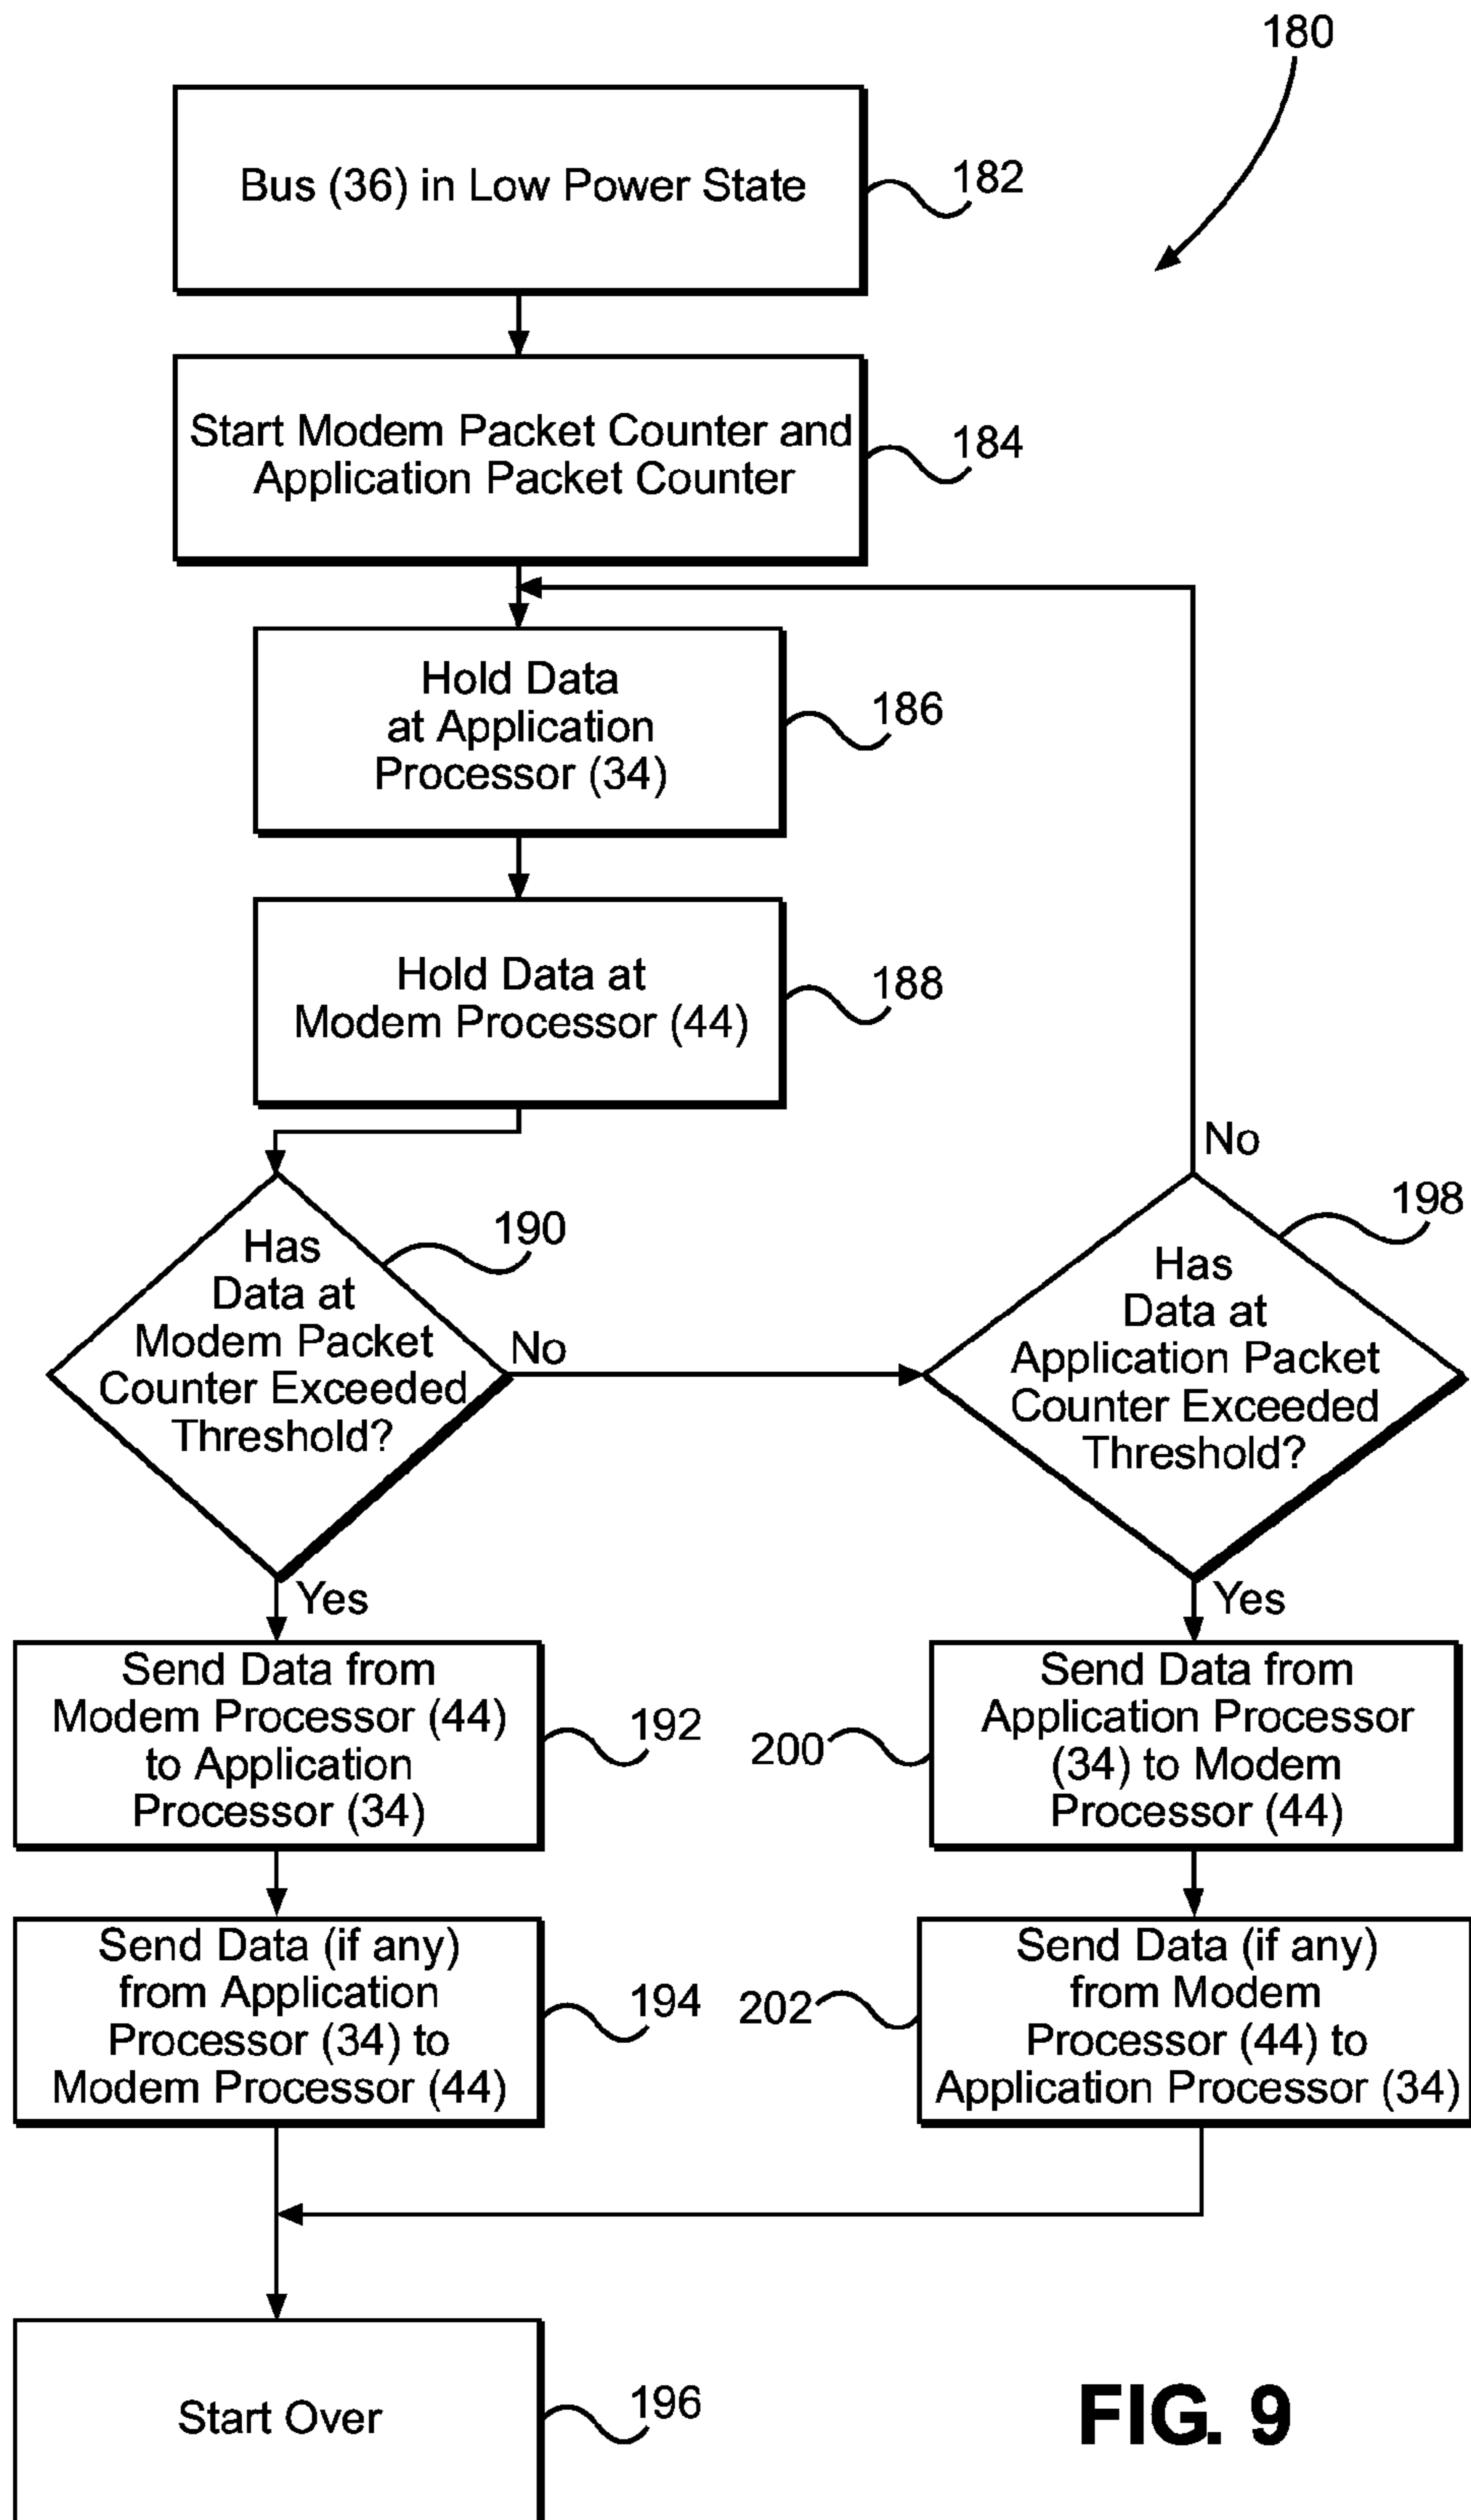 180
Bus (36) in Low Power State
182
Start Modem Packet Counter and
Application Packet Counter
184
Hold Data
at Application
Processor (34)
186
Hold Data at
Modem Processor (44)
188
Has
Data at
Modem Packet
Counter Exceeded
Threshold?
190
No
Yes
Has
Data at
Application Packet
Counter Exceeded
Threshold?
198
No
Yes
Send Data from
Modem Processor (44)
to Application
Processor (34)
192
Send Data from
Application Processor
(34) to Modem
Processor (44)
200
Send Data (if any)
from Application
Processor (34) to
Modem Processor (44)
194
Send Data (if any)
from Modem
Processor (44) to
Application Processor (34)
202
Start Over
196
FIG. 9